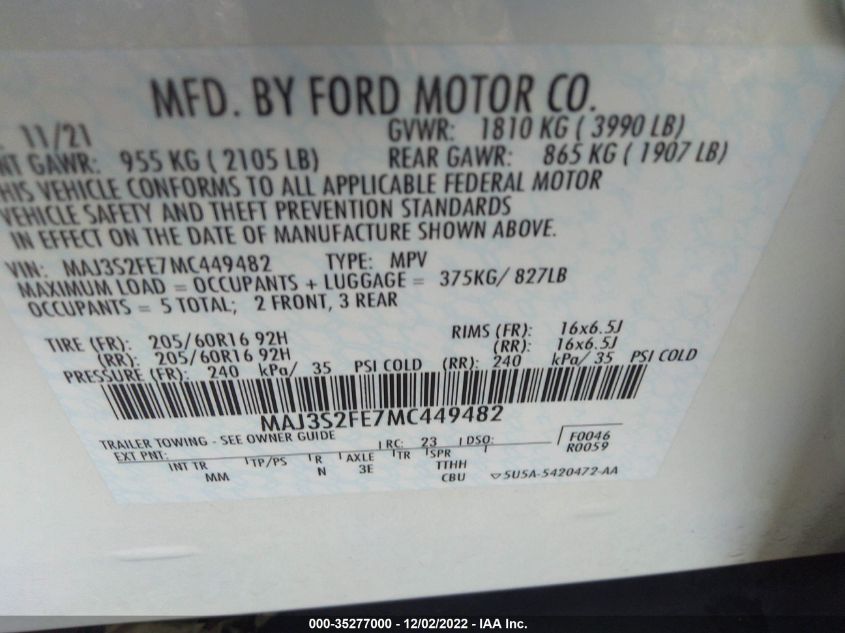 MFD. BY FORD MOTOR CO.
11/21 GVWR: 1810 KG ( 3990 LB)
NT GAWR: 955 KG ( 2105 LB) REAR GAWR: 865 KG ( 1907 LB)
HIS VEHICLE CONFORMS TO ALL APPLICABLE FEDERAL MOTOR
VEHICLE SAFETY AND THEFT PREVENTION STANDARDS
IN EFFECT ON THE DATE OF MANUFACTURE SHOWN ABOVE.
VIN: MAJ3S2FE7MC449482 TYPE: MPV
MAXIMUM LOAD = OCCUPANTS + LUGGAGE = 375KG/ 827LB
OCCUPANTS = 5 TOTAL; 2 FRONT, 3 REAR
TIRE (FR): 205/60R16 92H RIMS (FR): 16x6.5J
(RR): 205/60R16 92H (RR): 16x6.5J
PRESSURE (FR): 240 kPa/ 35 PSI COLD (RR): 240 kPa/ 35 PSI COLD
MAJ3S2FE7MC449482
TRAILER TOWING - SEE OWNER GUIDE
EXT PNT: RC: 23 DSO: F0046
R0059
INT TR TP/PS R AXLE TR SPR
MM N 3E TTHH
CBU 5U5A-5420472-AA
000-35277000 - 12/02/2022 - IAA Inc.